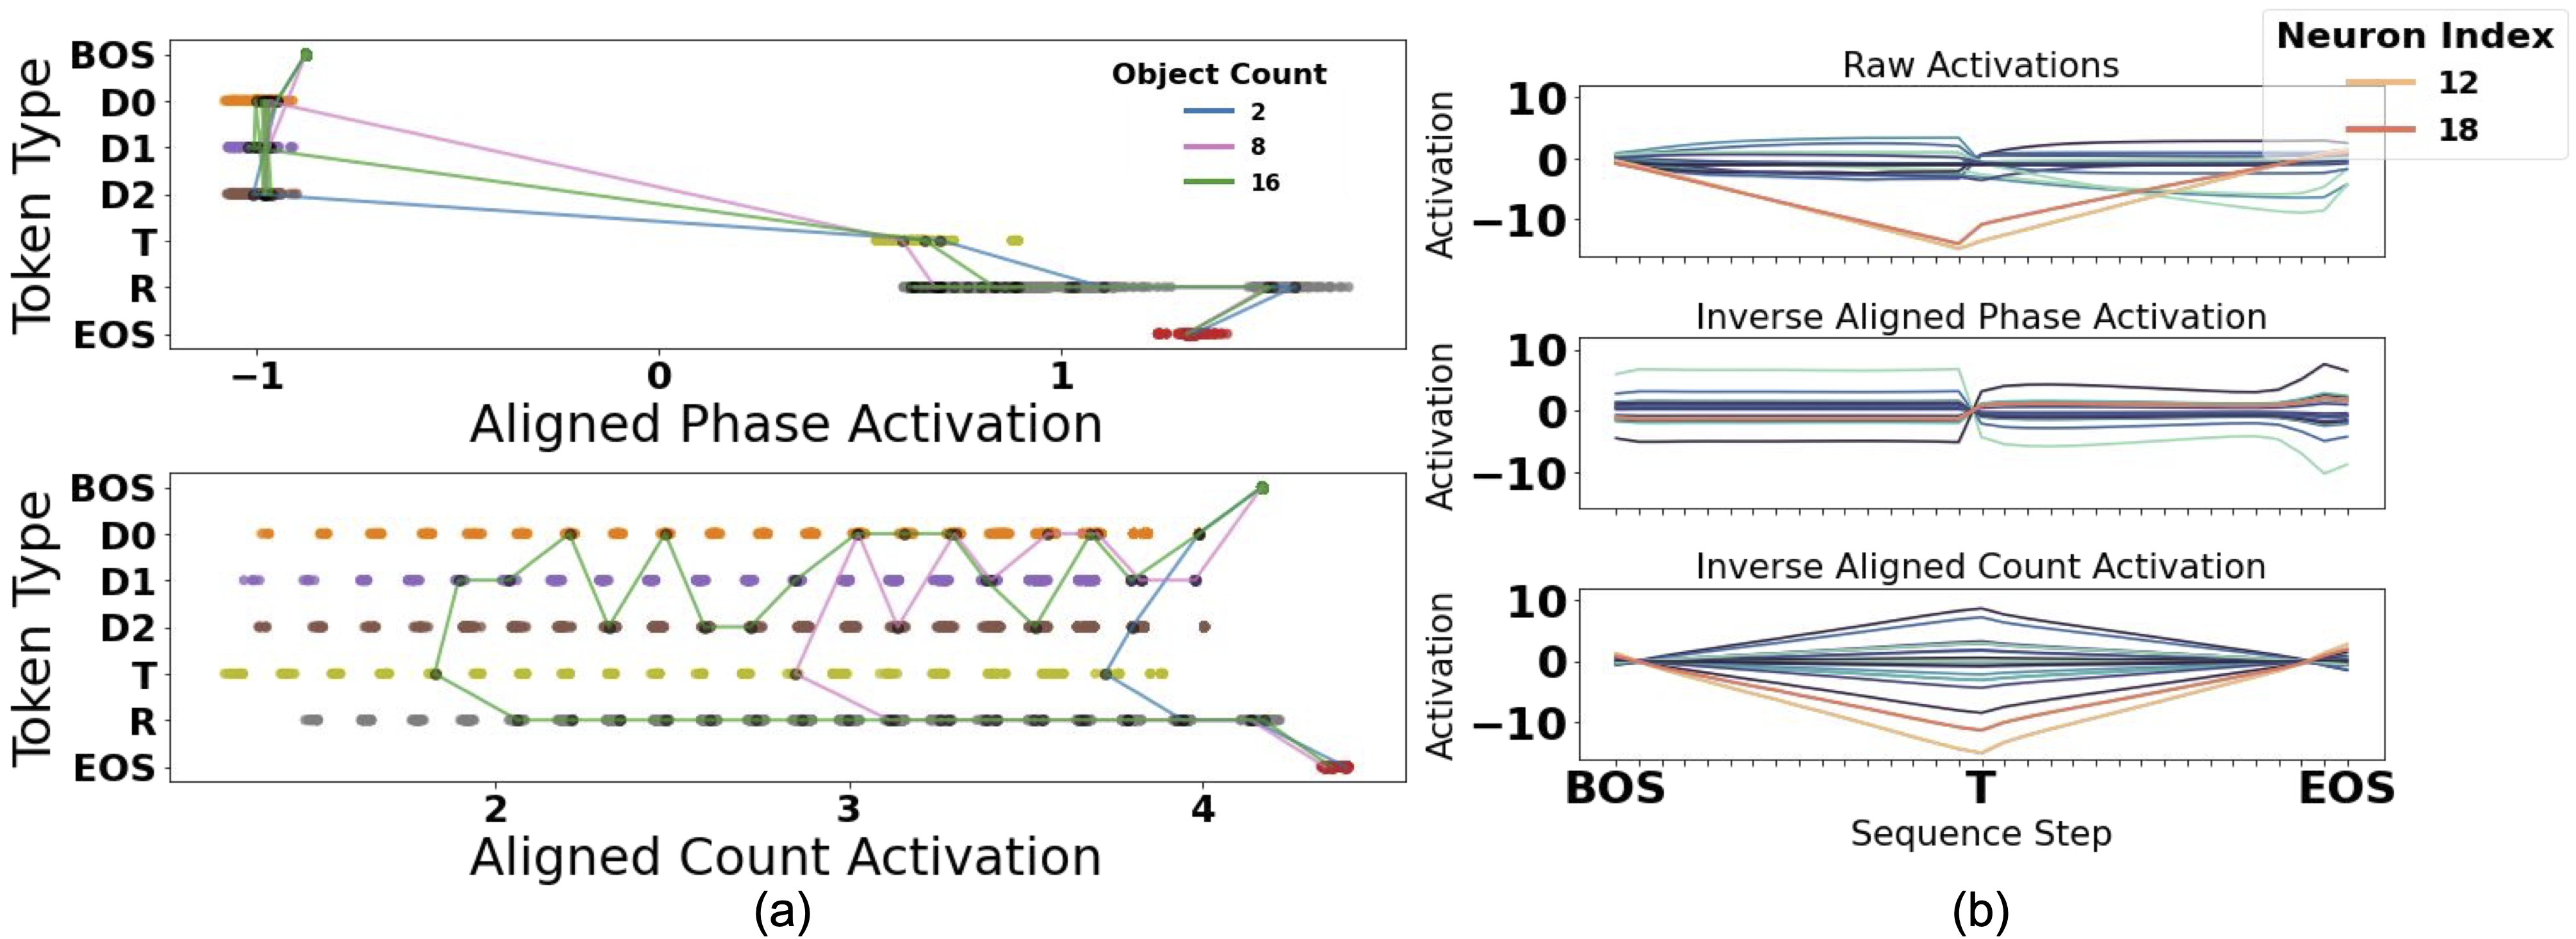 Token Type
BOS
D0
D1
D2
T
R
EOS
Object Count
2
8
16
−1 0 1
Aligned Phase Activation
Token Type
BOS
D0
D1
D2
T
R
EOS
2 3 4
Aligned Count Activation
(a)
Neuron Index
12
18
Raw Activations
Activation
10
0
−10
Inverse Aligned Phase Activation
Activation
10
0
−10
Inverse Aligned Count Activation
Activation
10
0
−10
BOS T EOS
Sequence Step
(b)